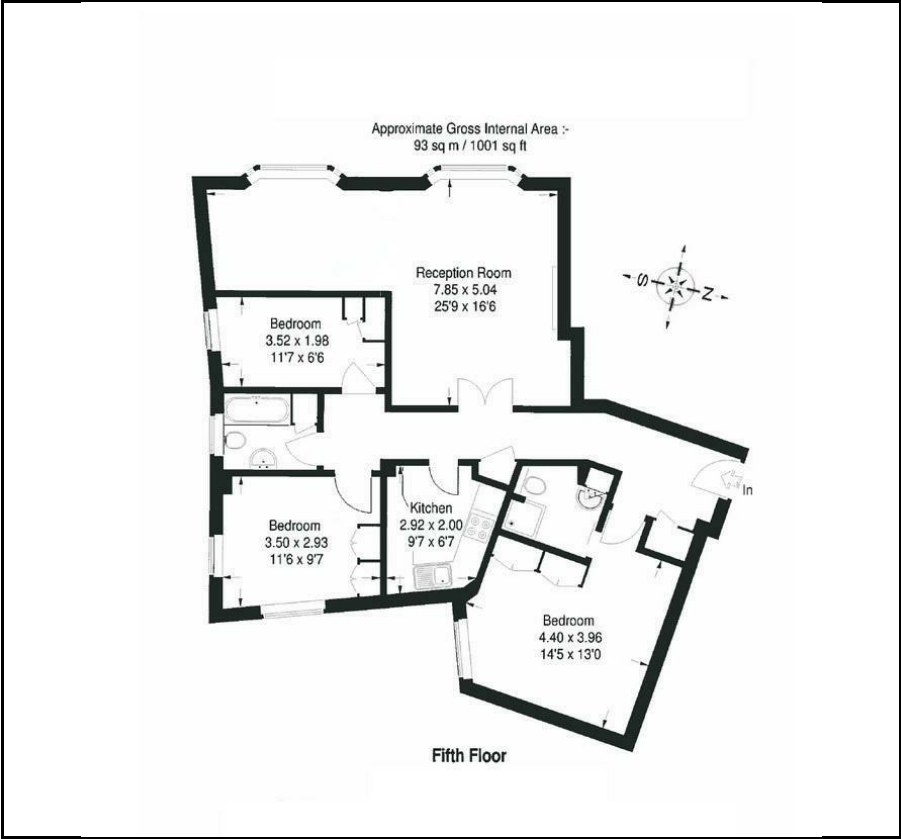 Approximate Gross Internal Area :-
93 sq m / 1001 sq ft
Reception Room
7.85 x 5.04
25'9 x 16'6
S
N
Bedroom
3.52 x 1.98
11'7 x 6'6
In
Kitchen
2.92 x 2.00
9'7 x 6'7
Bedroom
3.50 x 2.93
11'6 x 9'7
Bedroom
4.40 x 3.96
14'5 x 13'0
Fifth Floor